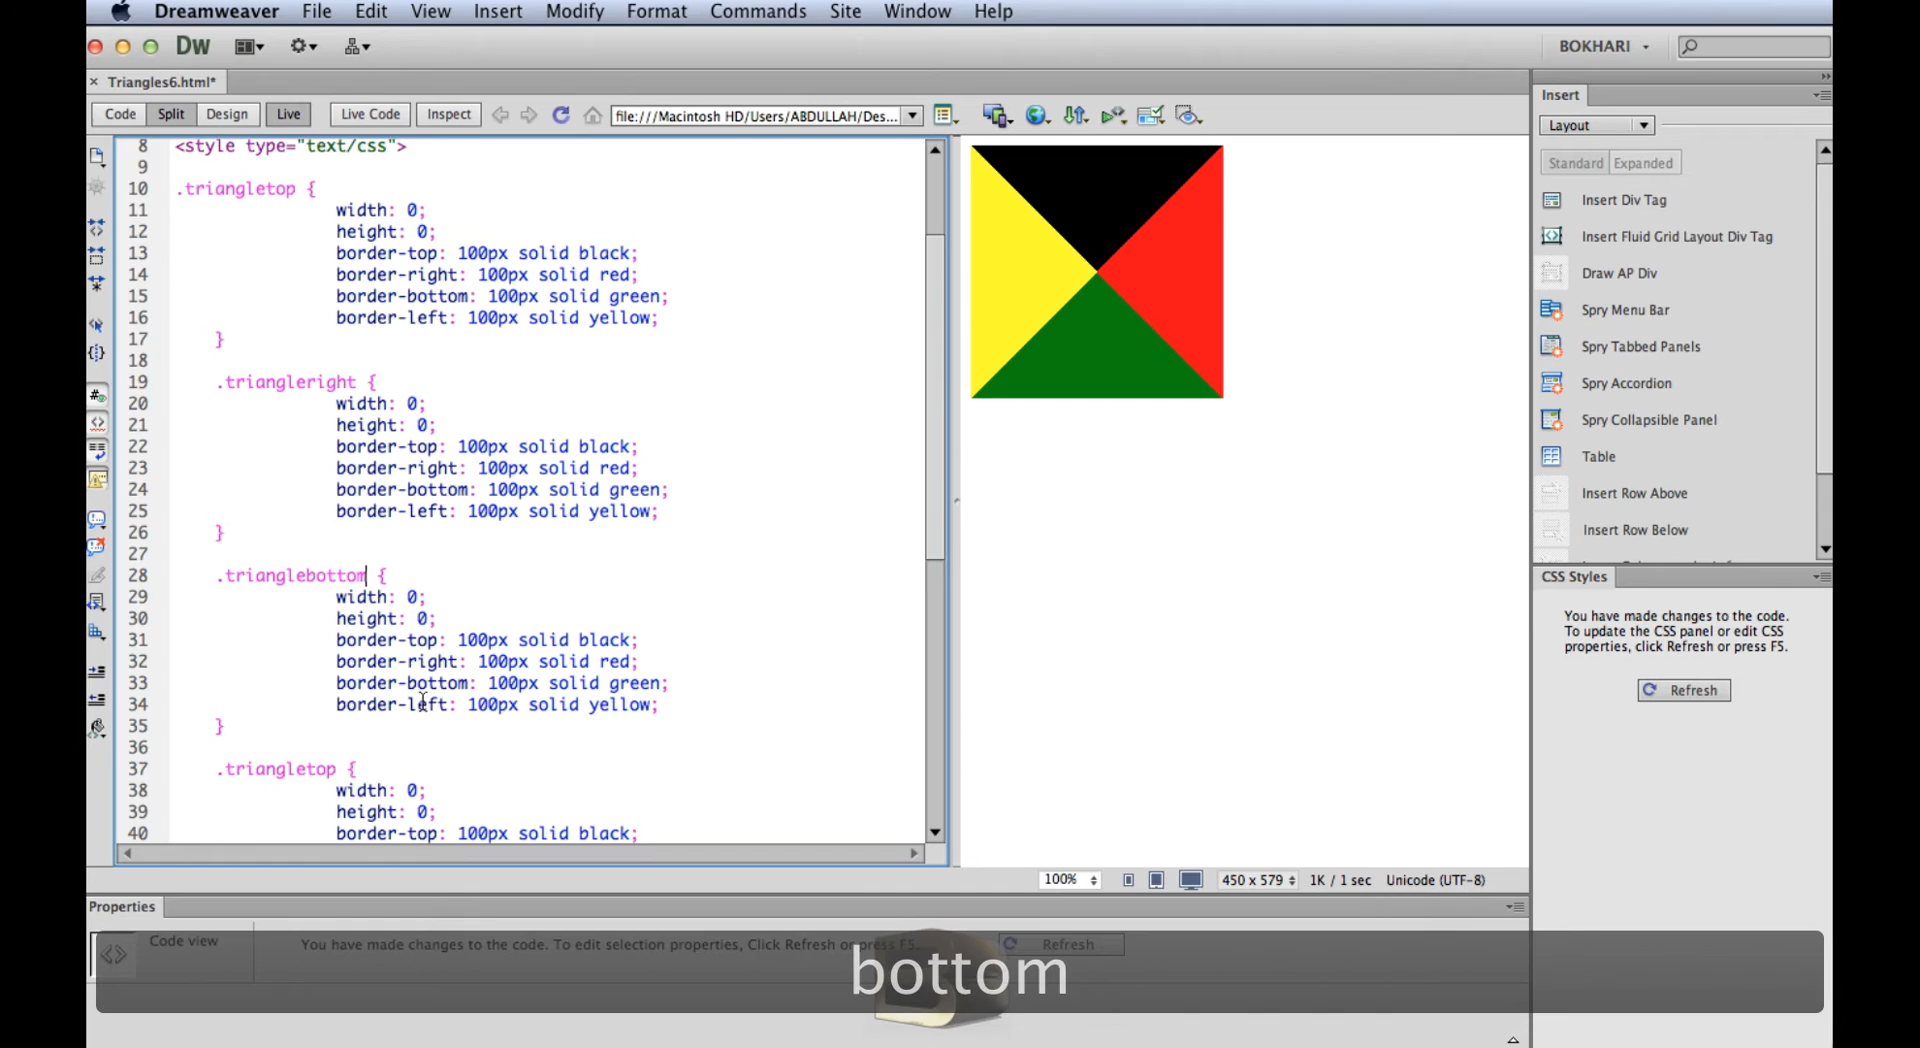 Dreamweaver File Edit View Insert Modify Format Commands Site Window Help
Dw
BOKHARI
Triangles6.html*
Code Split Design Live Live Code Inspect file:///Macintosh HD/Users/ABDULLAH/Des...
8 <style type="text/css">
9
10 .triangletop {
11 width: 0;
12 height: 0;
13 border-top: 100px solid black;
14 border-right: 100px solid red;
15 border-bottom: 100px solid green;
16 border-left: 100px solid yellow;
17 }
18
19 .triangleright {
20 width: 0;
21 height: 0;
22 border-top: 100px solid black;
23 border-right: 100px solid red;
24 border-bottom: 100px solid green;
25 border-left: 100px solid yellow;
26 }
27
28 .trianglebottom {
29 width: 0;
30 height: 0;
31 border-top: 100px solid black;
32 border-right: 100px solid red;
33 border-bottom: 100px solid green;
34 border-left: 100px solid yellow;
35 }
36
37 .triangletop {
38 width: 0;
39 height: 0;
40 border-top: 100px solid black;
100% 450 x 579 1K / 1 sec Unicode (UTF-8)
Insert
Layout
Standard Expanded
Insert Div Tag
Insert Fluid Grid Layout Div Tag
Draw AP Div
Spry Menu Bar
Spry Tabbed Panels
Spry Accordion
Spry Collapsible Panel
Table
Insert Row Above
Insert Row Below
CSS Styles
You have made changes to the code.
To update the CSS panel or edit CSS
properties, click Refresh or press F5.
Refresh
Properties
Code view
You have made changes to the code. To edit selection properties, Click Refresh or press F5.
Refresh
bottom